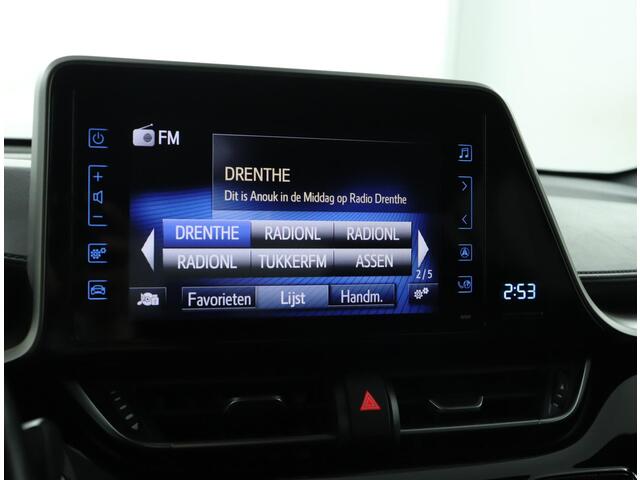 FM
DRENTHE
Dit is Anouk in de Middag op Radio Drenthe
DRENTHE RADIONL RADIONL
RADIONL TUKKERFM ASSEN
2/5
Favorieten Lijst Handm.
2:53